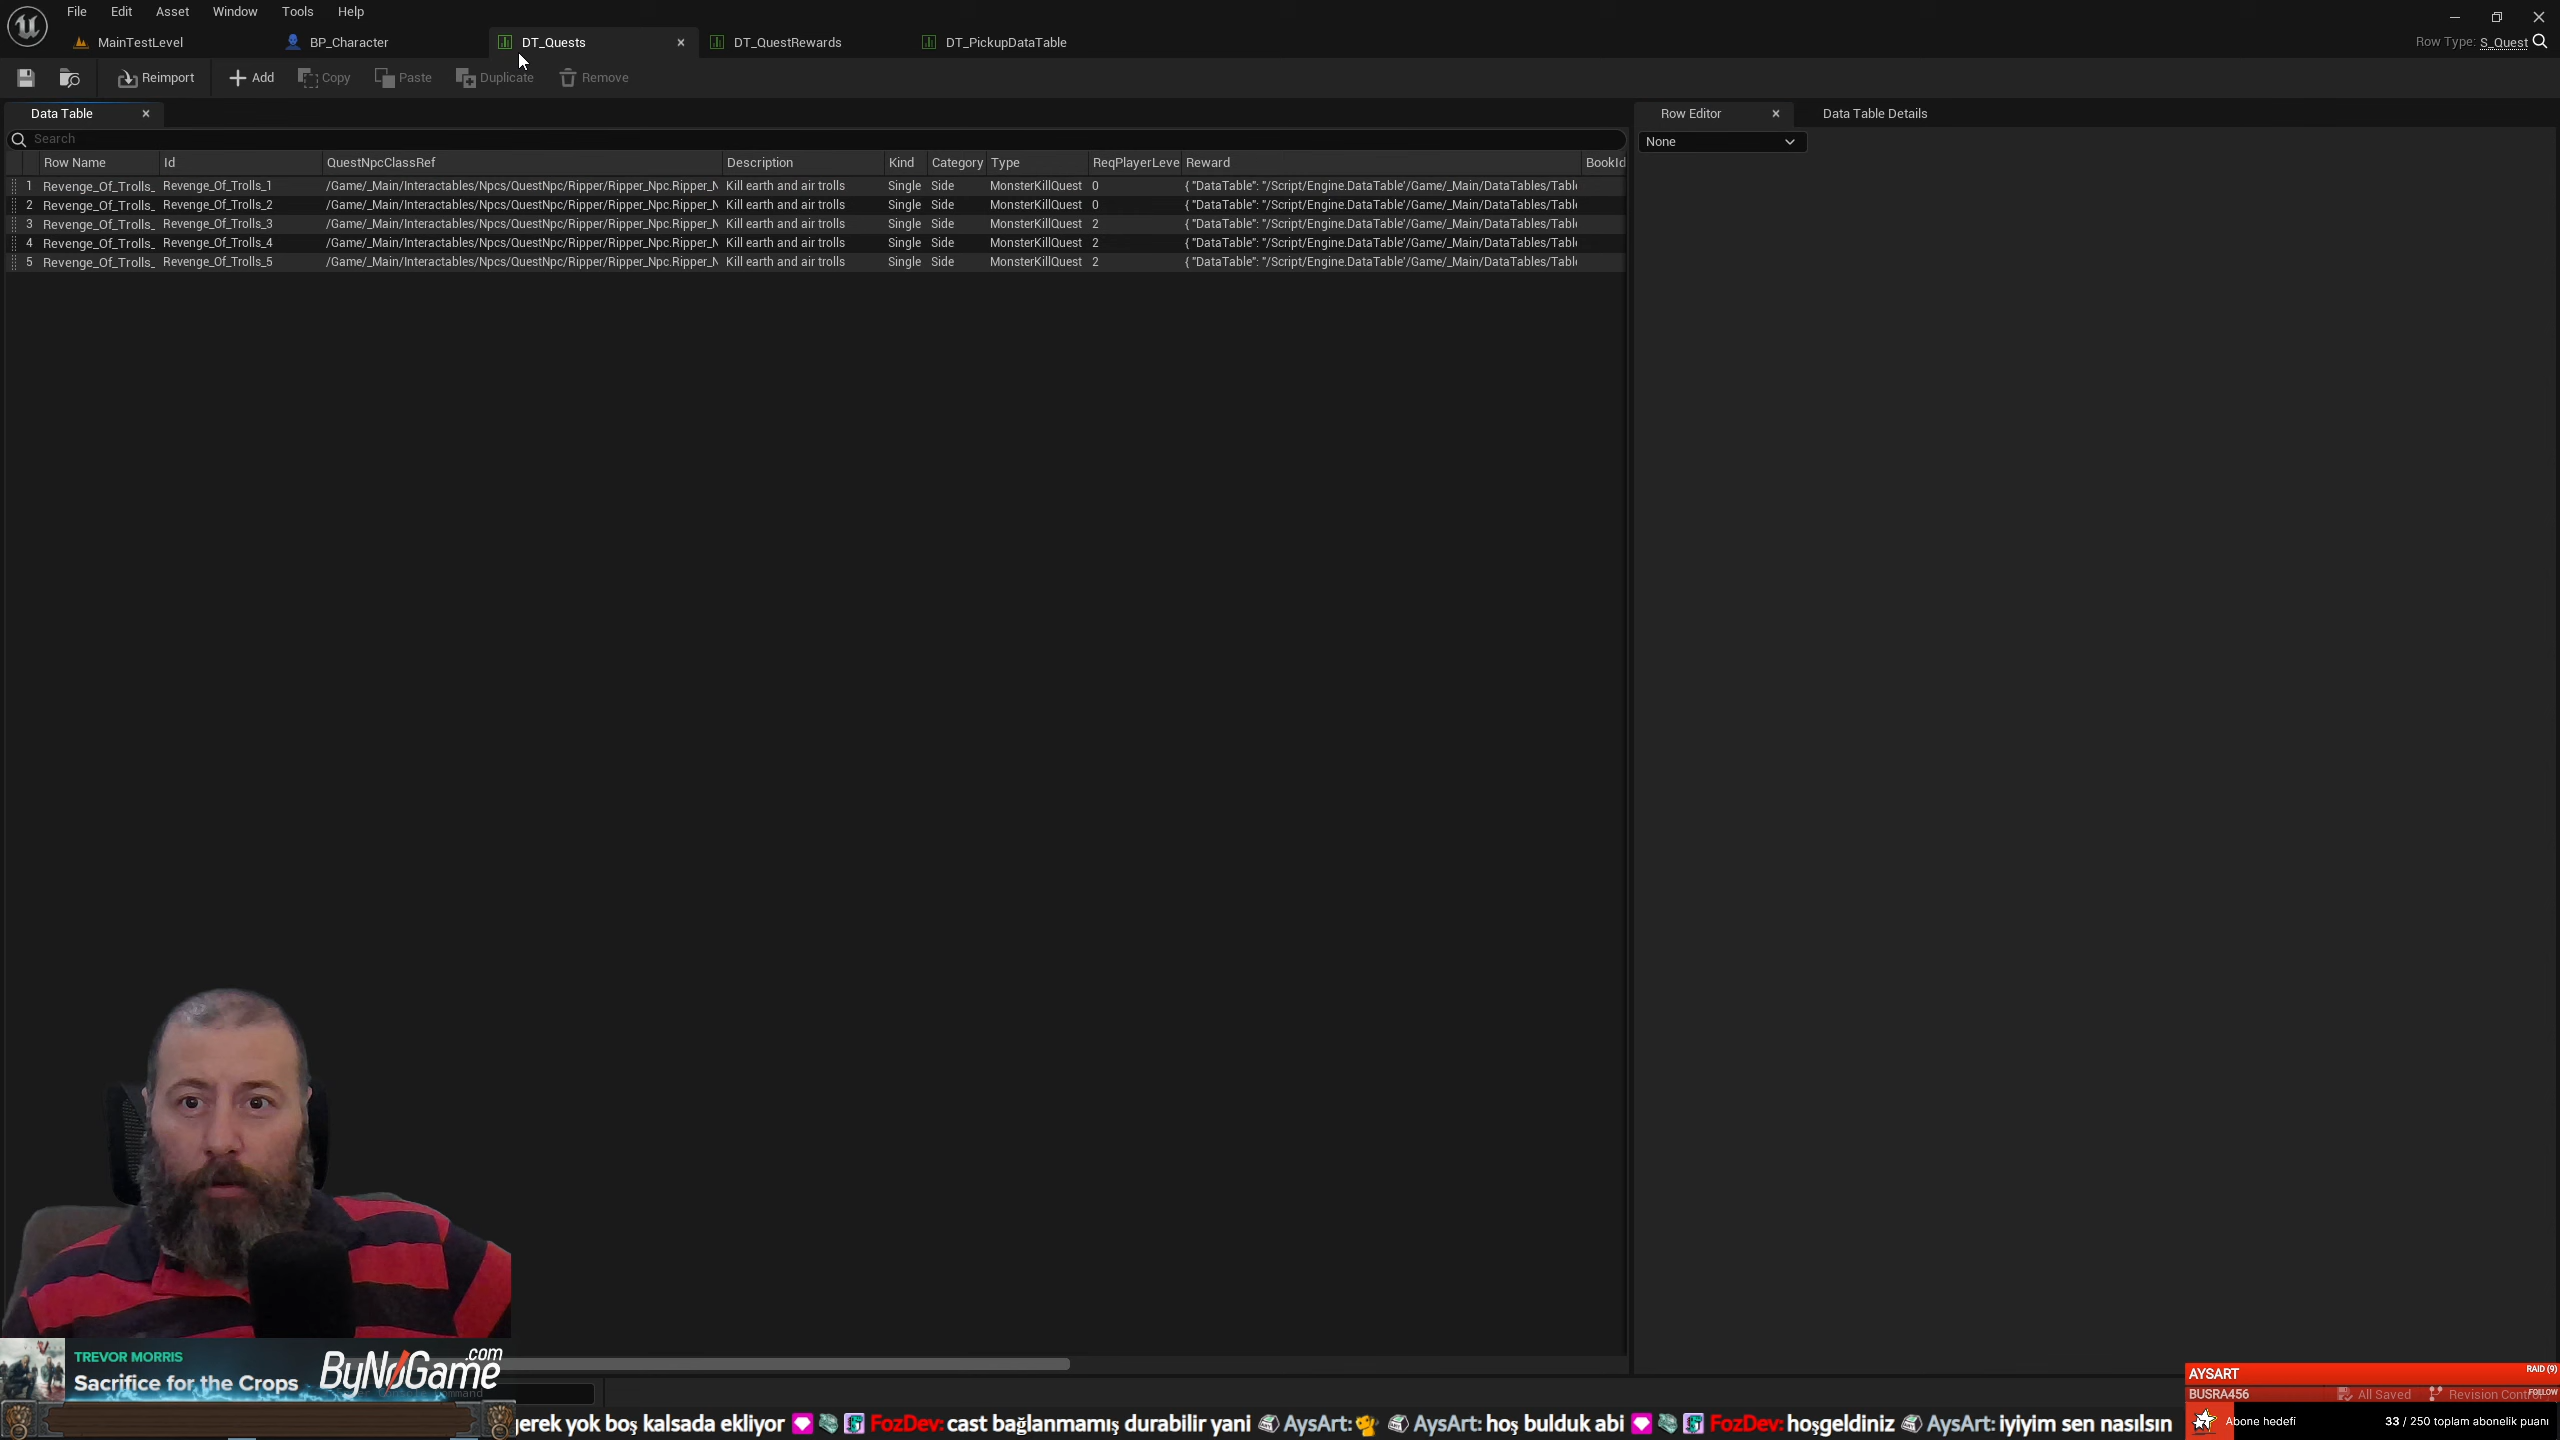 File Edit Asset Window Tools Help
MainTestLevel BP_Character DT_Quests DT_QuestRewards DT_PickupDataTable Row Type: S_Quest
Reimport Add Copy Paste Duplicate Remove
Data Table Row Editor Data Table Details
Search None
Row Name Id QuestNpcClassRef Description Kind Category Type ReqPlayerLeve Reward BookId
1 Revenge_Of_Trolls_ Revenge_Of_Trolls_1 /Game/_Main/Interactables/Npcs/QuestNpc/Ripper/Ripper_Npc.Ripper_N Kill earth and air trolls Single Side MonsterKillQuest 0 { "DataTable": "/Script/Engine.DataTable'/Game/_Main/DataTables/Table
2 Revenge_Of_Trolls_ Revenge_Of_Trolls_2 /Game/_Main/Interactables/Npcs/QuestNpc/Ripper/Ripper_Npc.Ripper_N Kill earth and air trolls Single Side MonsterKillQuest 0 { "DataTable": "/Script/Engine.DataTable'/Game/_Main/DataTables/Table
3 Revenge_Of_Trolls_ Revenge_Of_Trolls_3 /Game/_Main/Interactables/Npcs/QuestNpc/Ripper/Ripper_Npc.Ripper_N Kill earth and air trolls Single Side MonsterKillQuest 2 { "DataTable": "/Script/Engine.DataTable'/Game/_Main/DataTables/Table
4 Revenge_Of_Trolls_ Revenge_Of_Trolls_4 /Game/_Main/Interactables/Npcs/QuestNpc/Ripper/Ripper_Npc.Ripper_N Kill earth and air trolls Single Side MonsterKillQuest 2 { "DataTable": "/Script/Engine.DataTable'/Game/_Main/DataTables/Table
5 Revenge_Of_Trolls_ Revenge_Of_Trolls_5 /Game/_Main/Interactables/Npcs/QuestNpc/Ripper/Ripper_Npc.Ripper_N Kill earth and air trolls Single Side MonsterKillQuest 2 { "DataTable": "/Script/Engine.DataTable'/Game/_Main/DataTables/Table
TREVOR MORRIS
Sacrifice for the Crops
ByNoGame.com
AYSART RAID (9)
BUSRA456 All Saved Revision Control FOLLOW
gerek yok boş kalsada ekliyor FozDev: cast bağlanmamış durabilir yani AysArt: AysArt: hoş bulduk abi FozDev: hoşgeldiniz AysArt: iyiyim sen nasılsın
Abone hedefi 33 / 250 toplam abonelik puanı